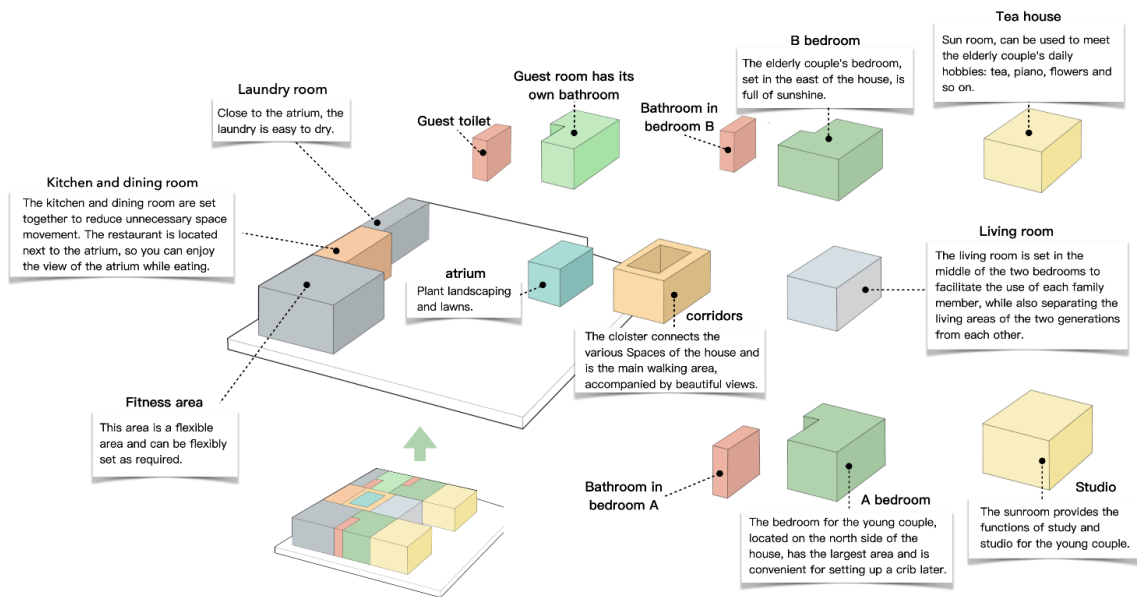 Tea house
Sun room, can be used to meet
the elderly couple's daily
hobbies: tea, piano, flowers and
so on.
B bedroom
The elderly couple's bedroom,
set in the east of the house, is
full of sunshine.
Guest room has its
own bathroom
Bathroom in
bedroom B
Guest toilet
Laundry room
Close to the atrium, the
laundry is easy to dry.
Kitchen and dining room
The kitchen and dining room are set
together to reduce unnecessary space
movement. The restaurant is located
next to the atrium, so you can enjoy
the view of the atrium while eating.
atrium
Plant landscaping
and lawns.
corridors
The cloister connects the
various Spaces of the house and
is the main walking area,
accompanied by beautiful views.
Living room
The living room is set in the
middle of the two bedrooms to
facilitate the use of each family
member, while also separating the
living areas of the two generations
from each other.
Fitness area
This area is a flexible
area and can be flexibly
set as required.
Bathroom in
bedroom A
A bedroom
The bedroom for the young couple,
located on the north side of the
house, has the largest area and is
convenient for setting up a crib later.
Studio
The sunroom provides the
functions of study and
studio for the young couple.